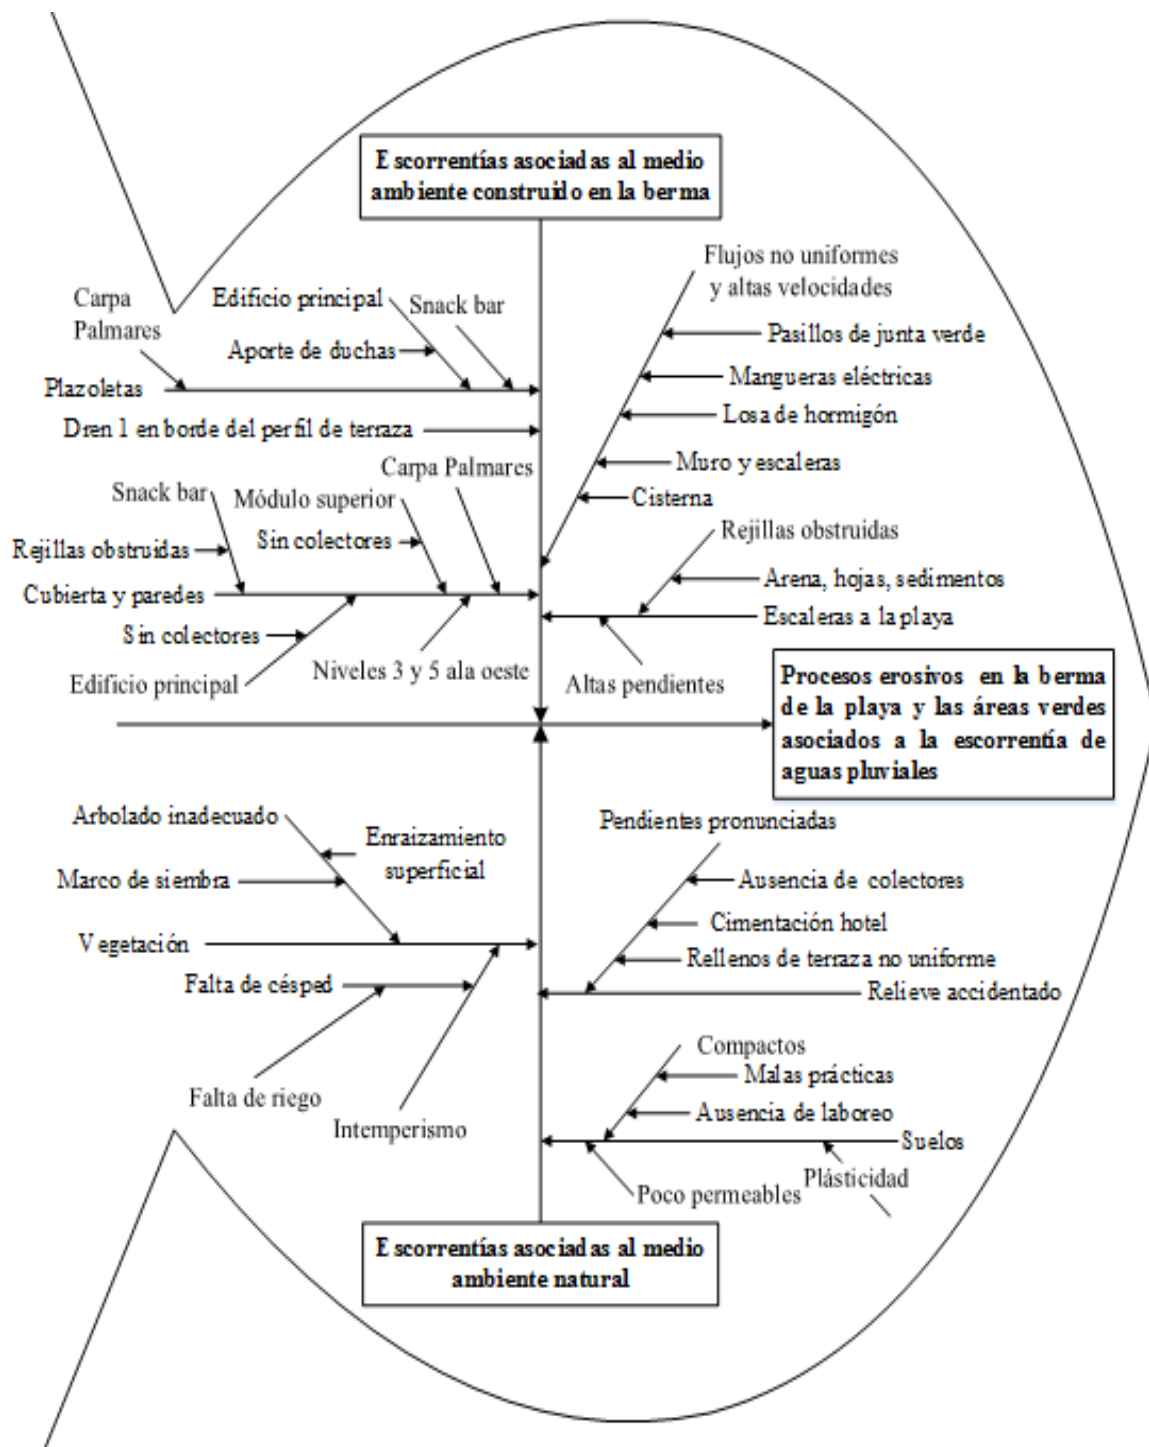 Escorrentías asociadas al medio
ambiente construido en la berma
Flujos no uniformes
y altas velocidades
Carpa
Palmares
Edificio principal
Snack bar
Pasillos de junta verde
Aporte de duchas
Mangueras eléctricas
Plazoletas
Losa de hormigón
Dren 1 en borde del perfil de terraza
Carpa Palmares
Muro y escaleras
Snack bar
Módulo superior
Cisterna
Rejillas obstruidas
Sin colectores
Rejillas obstruidas
Arena, hojas, sedimentos
Cubierta y paredes
Escaleras a la playa
Sin colectores
Niveles 3 y 5 ala oeste
Edificio principal
Altas pendientes
Procesos erosivos en la berma
de la playa y las áreas verdes
asociados a la escorrentía de
aguas pluviales
Arbolado inadecuado
Pendientes pronunciadas
Enraizamiento
superficial
Marco de siembra
Ausencia de colectores
Cimentación hotel
Vegetación
Rellenos de terraza no uniforme
Falta de césped
Relieve accidentado
Compactos
Malas prácticas
Falta de riego
Ausencia de laboreo
Intemperismo
Suelos
Plásticidad
Poco permeables
Escorrentías asociadas al medio
ambiente natural